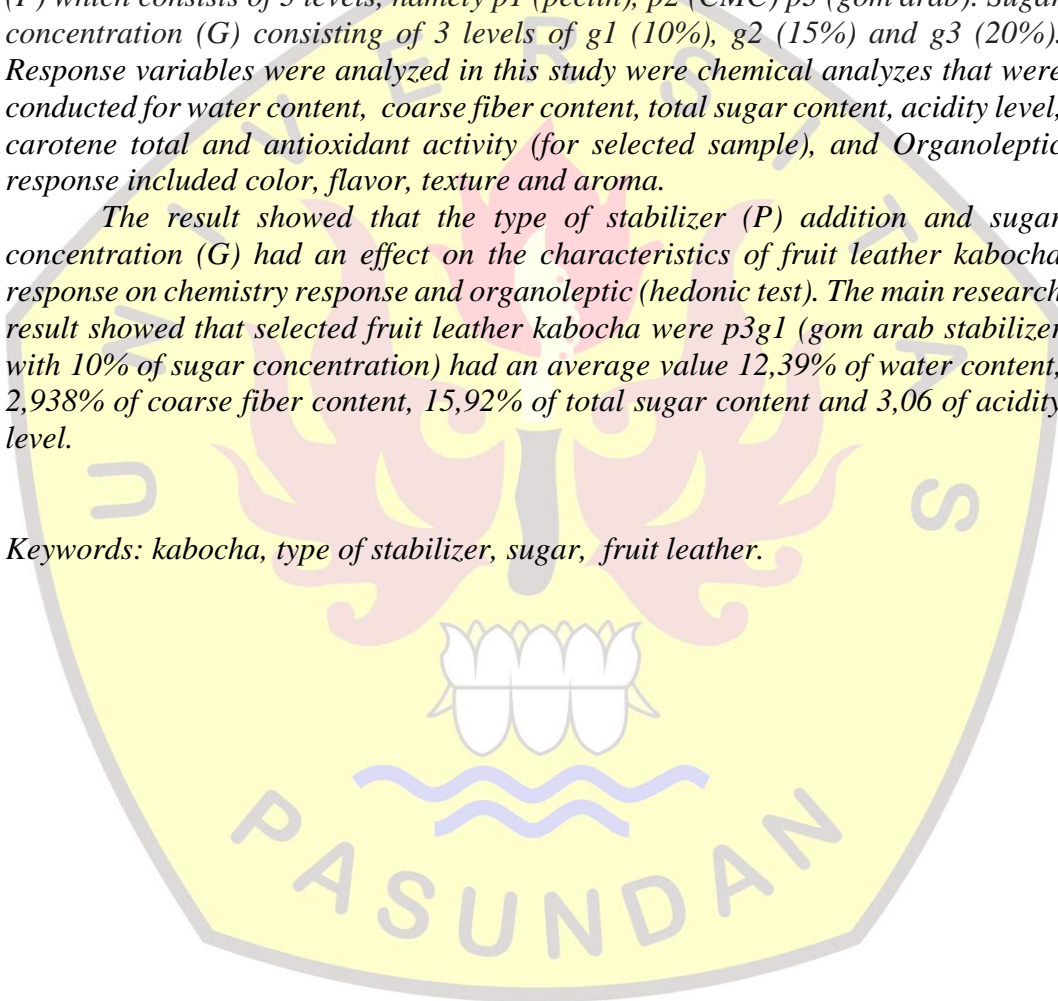 (P) which consists of 3 levels, namely p1 (pectin), p2 (CMC) p3 (gom arab). Sugar
concentration (G) consisting of 3 levels of g1 (10%), g2 (15%) and g3 (20%).
Response variables were analyzed in this study were chemical analyzes that were
conducted for water content, coarse fiber content, total sugar content, acidity level,
carotene total and antioxidant activity (for selected sample), and Organoleptic
response included color, flavor, texture and aroma.
The result showed that the type of stabilizer (P) addition and sugar
concentration (G) had an effect on the characteristics of fruit leather kabocha
response on chemistry response and organoleptic (hedonic test). The main research
result showed that selected fruit leather kabocha were p3g1 (gom arab stabilizer
with 10% of sugar concentration) had an average value 12,39% of water content,
2,938% of coarse fiber content, 15,92% of total sugar content and 3,06 of acidity
level.
Keywords: kabocha, type of stabilizer, sugar, fruit leather.
UNIVERSITAS
PASUNDAN